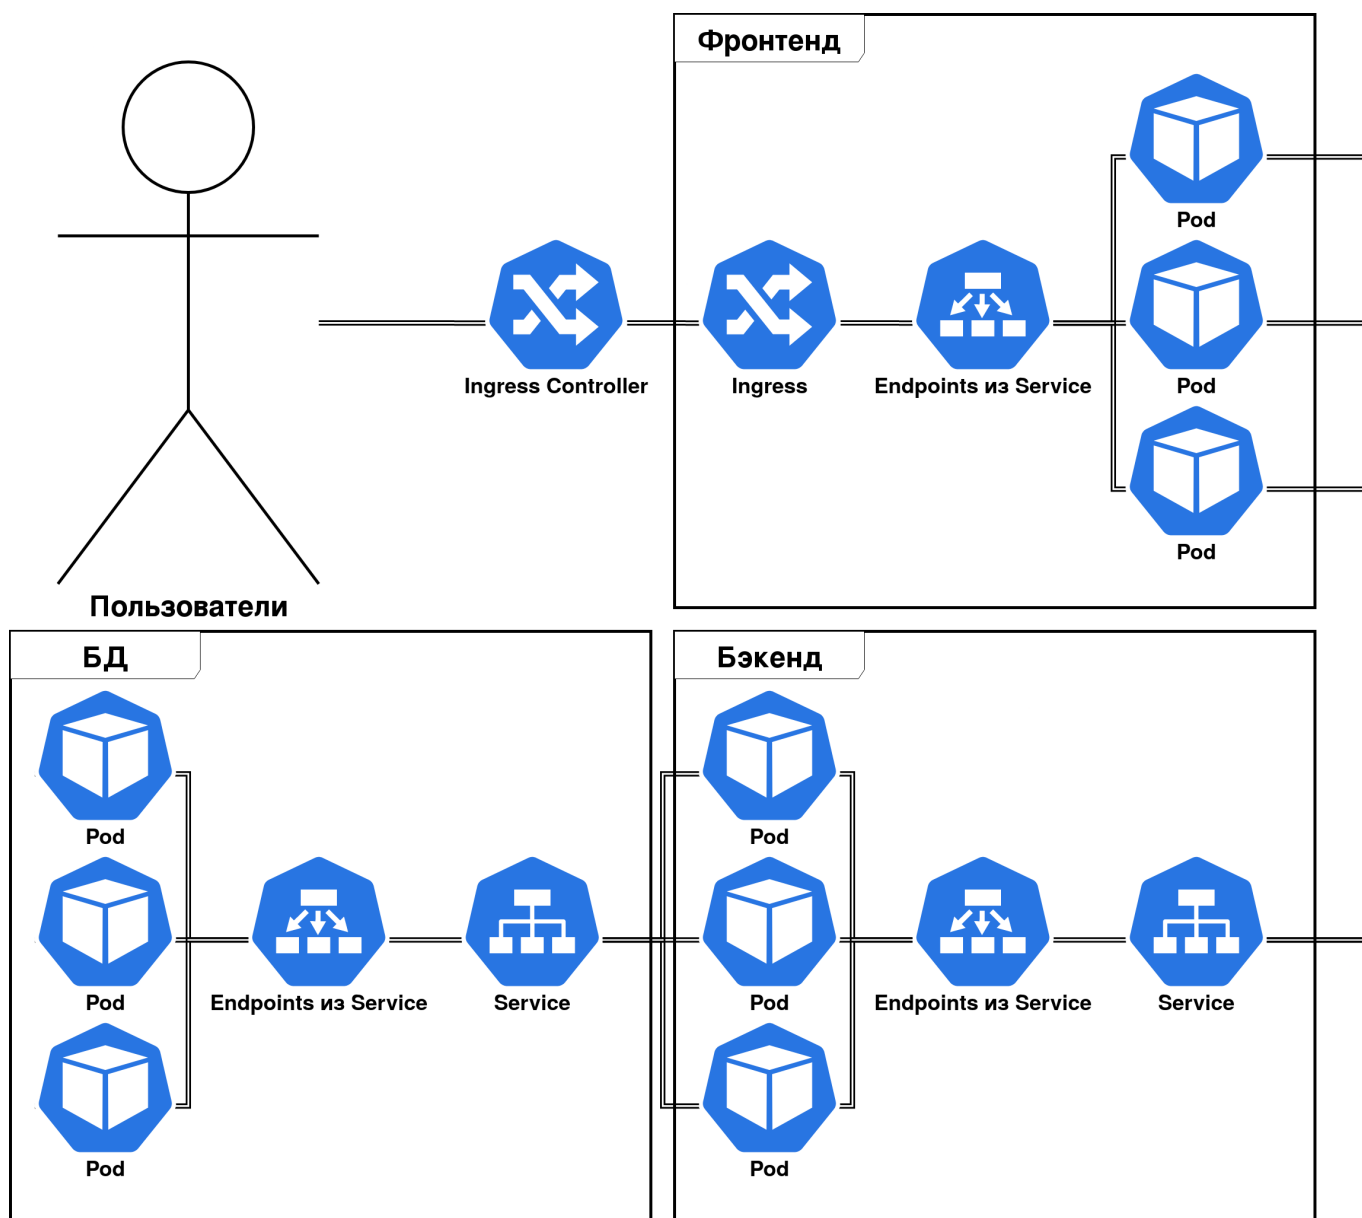 Фронтенд
Pod
Ingress Controller
Ingress
Endpoints из Service
Pod
Pod
Пользователи
БД
Pod
Pod
Endpoints из Service
Service
Pod
Бэкенд
Pod
Pod
Endpoints из Service
Service
Pod